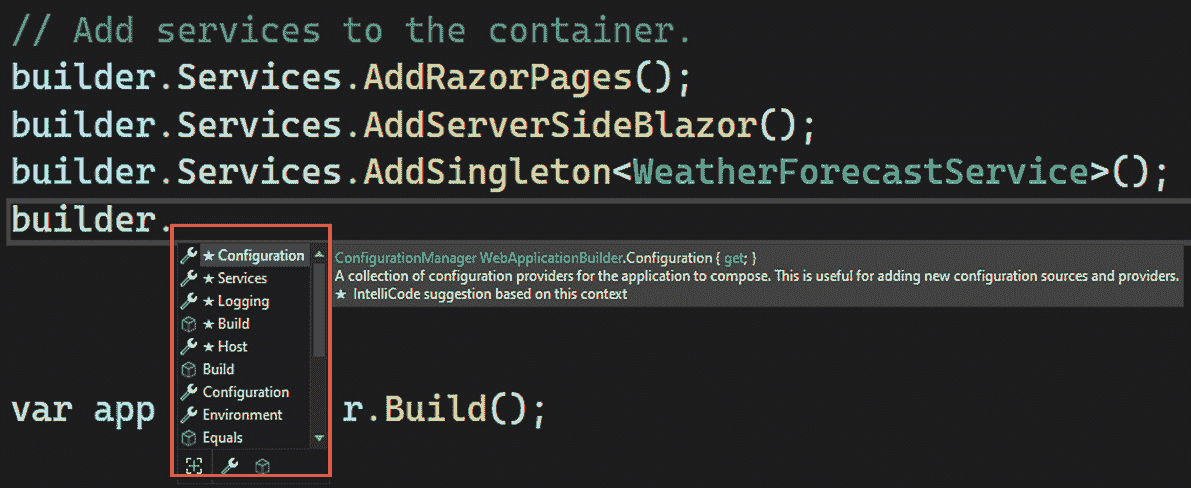 // Add services to the container.
builder.Services.AddRazorPages();
builder.Services.AddServerSideBlazor();
builder.Services.AddSingleton<WeatherForecastService>();
builder.
★ Configuration
★ Services
★ Logging
★ Build
★ Host
Build
Configuration
Environment
Equals
ConfigurationManager WebApplicationBuilder.Configuration { get; }
A collection of configuration providers for the application to compose. This is useful for adding new configuration sources and providers.
★ IntelliCode suggestion based on this context
var app r.Build();